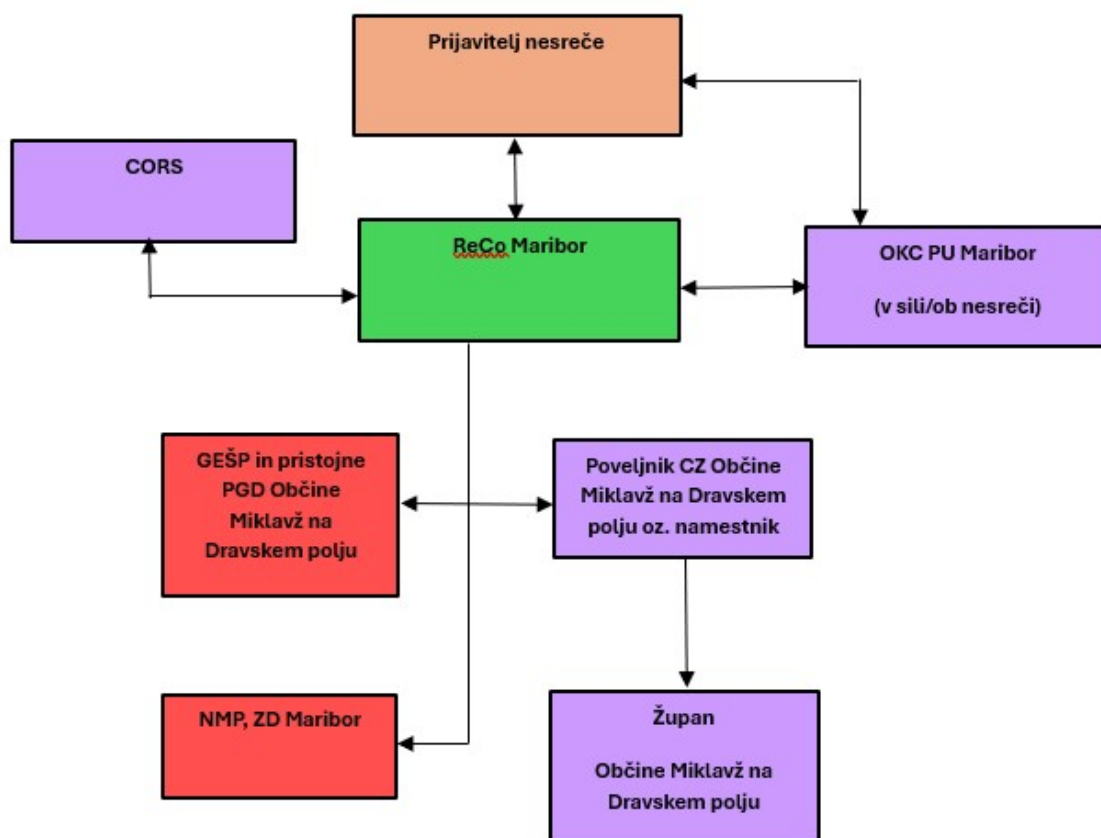 Prijavitelj nesreče
CORS
ReCo Maribor
OKC PU Maribor
(v sili/ob nesreči)
GEŠP in pristojne
PGD Občine
Miklavž na
Dravskem polju
Poveljnik CZ Občine
Miklavž na Dravskem
polju oz. namestnik
NMP, ZD Maribor
Župan
Občine Miklavž na
Dravskem polju